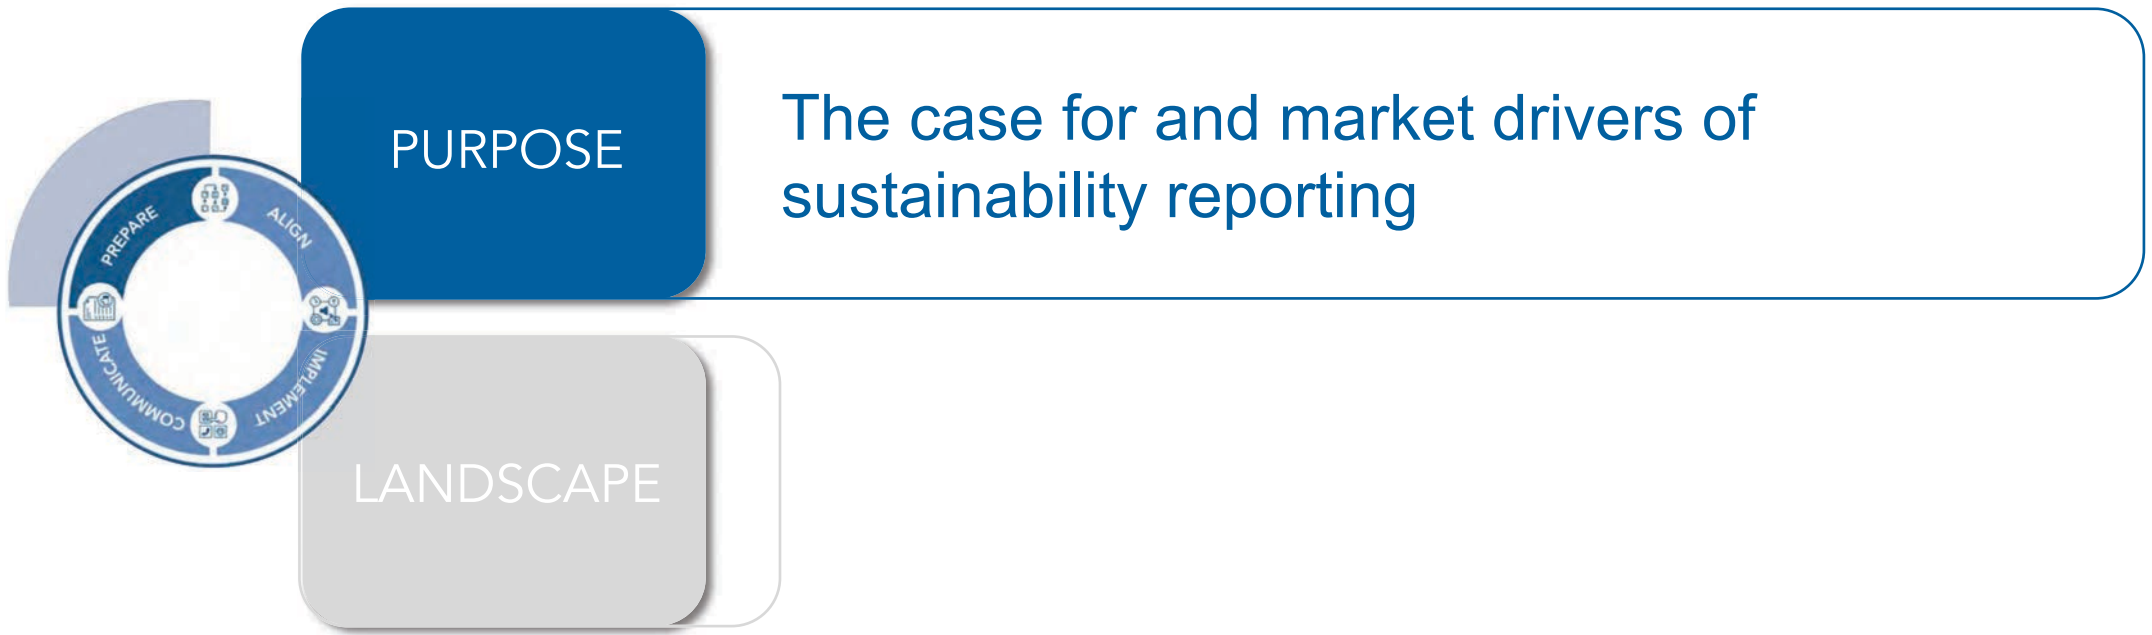 PURPOSE
The case for and market drivers of
sustainability reporting
PREPARE
ALIGN
IMPLEMENT
COMMUNICATE
LANDSCAPE